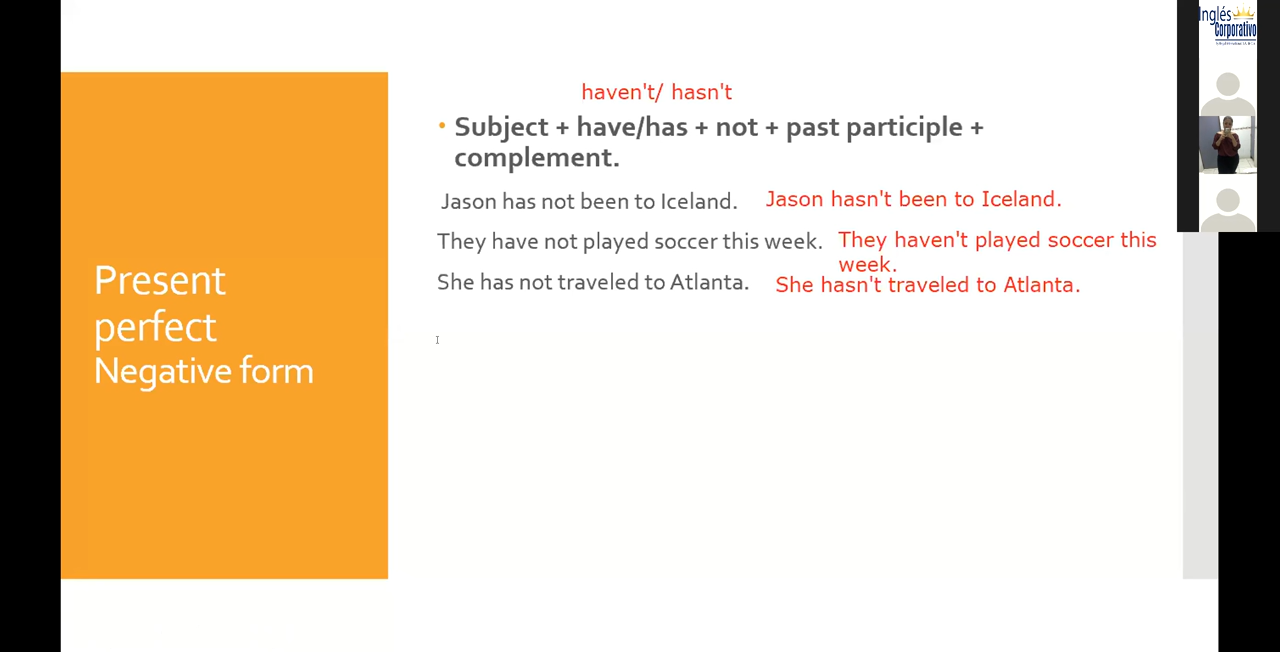 Inglés
Corporativo
haven't/ hasn't
• Subject + have/has + not + past participle +
complement.
Jason has not been to Iceland. Jason hasn't been to Iceland.
They have not played soccer this week. They haven't played soccer this
week.
She has not traveled to Atlanta. She hasn't traveled to Atlanta.
Present
perfect
Negative form